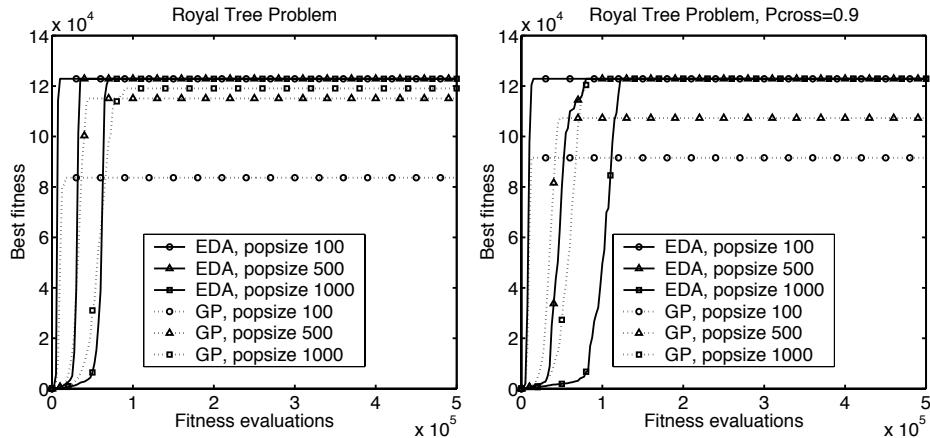 Royal Tree Problem
x 10^4
14
12
10
8
6
4
2
0
Best fitness
EDA, popsize 100
EDA, popsize 500
EDA, popsize 1000
GP, popsize 100
GP, popsize 500
GP, popsize 1000
0 1 2 3 4 5
Fitness evaluations
x 10^5
Royal Tree Problem, Pcross=0.9
x 10^4
14
12
10
8
6
4
2
0
Best fitness
EDA, popsize 100
EDA, popsize 500
EDA, popsize 1000
GP, popsize 100
GP, popsize 500
GP, popsize 1000
0 1 2 3 4 5
Fitness evaluations
x 10^5